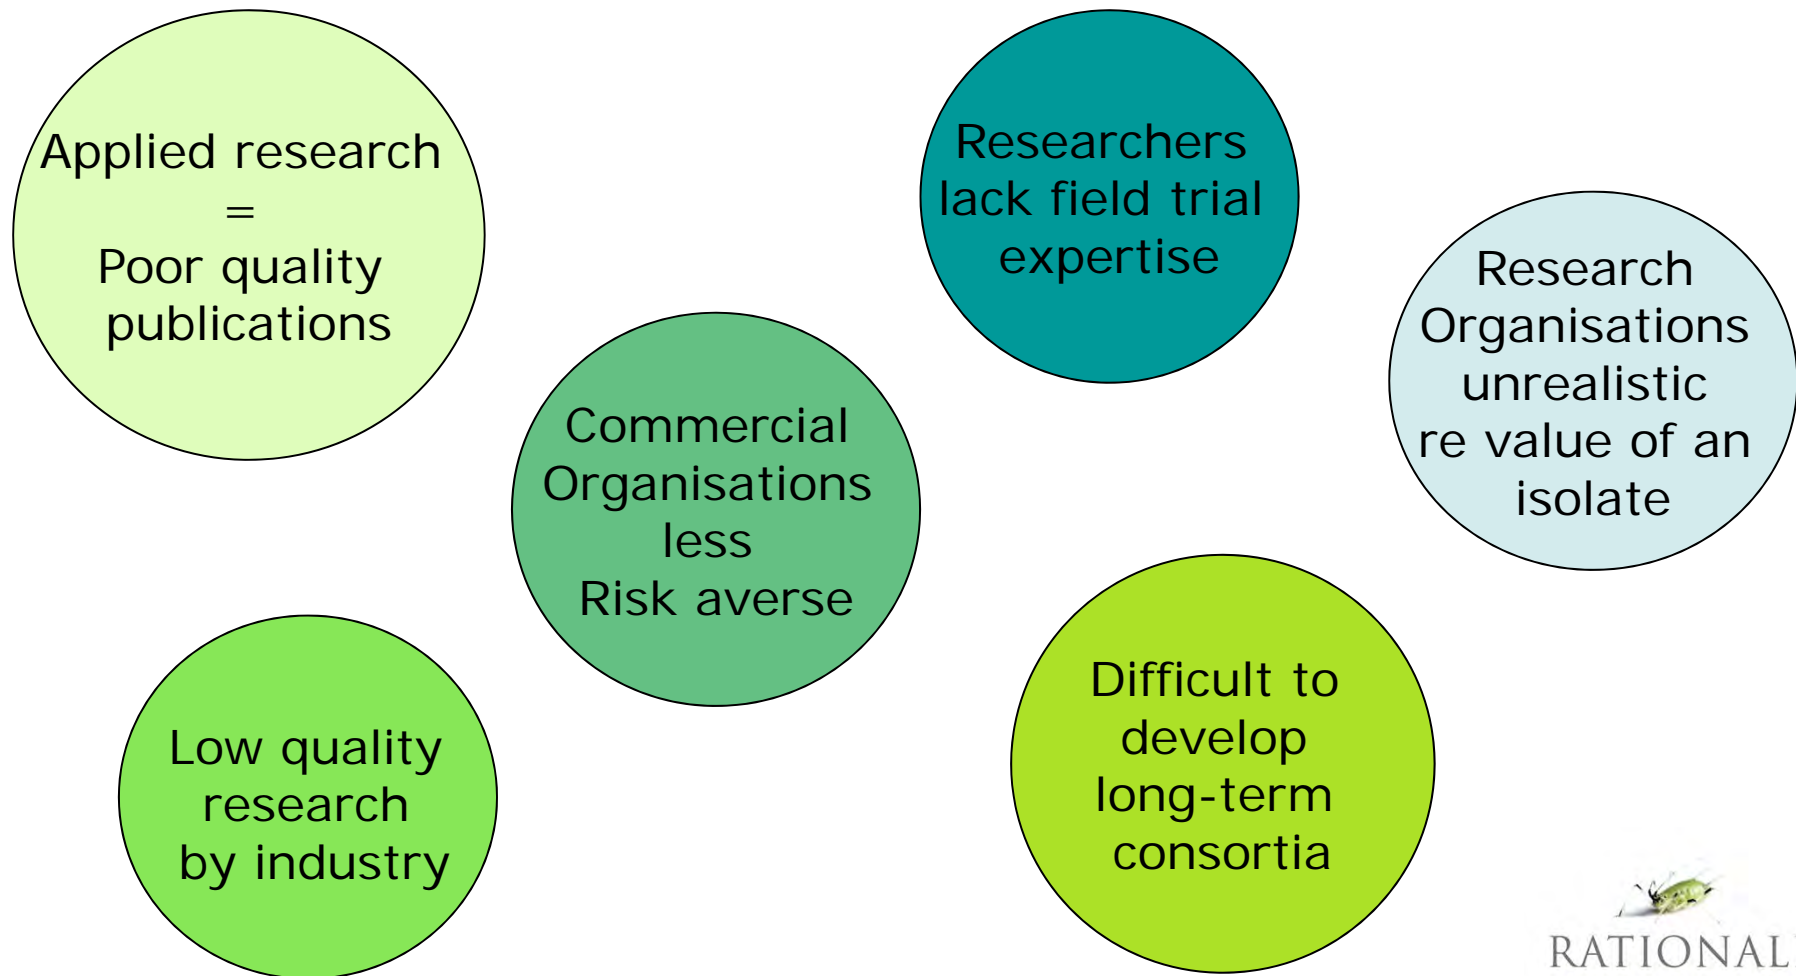 Applied research
=
Poor quality
publications
Researchers
lack field trial
expertise
Research
Organisations
unrealistic
re value of an
isolate
Commercial
Organisations
less
Risk averse
Low quality
research
by industry
Difficult to
develop
long-term
consortia
RATIONAL